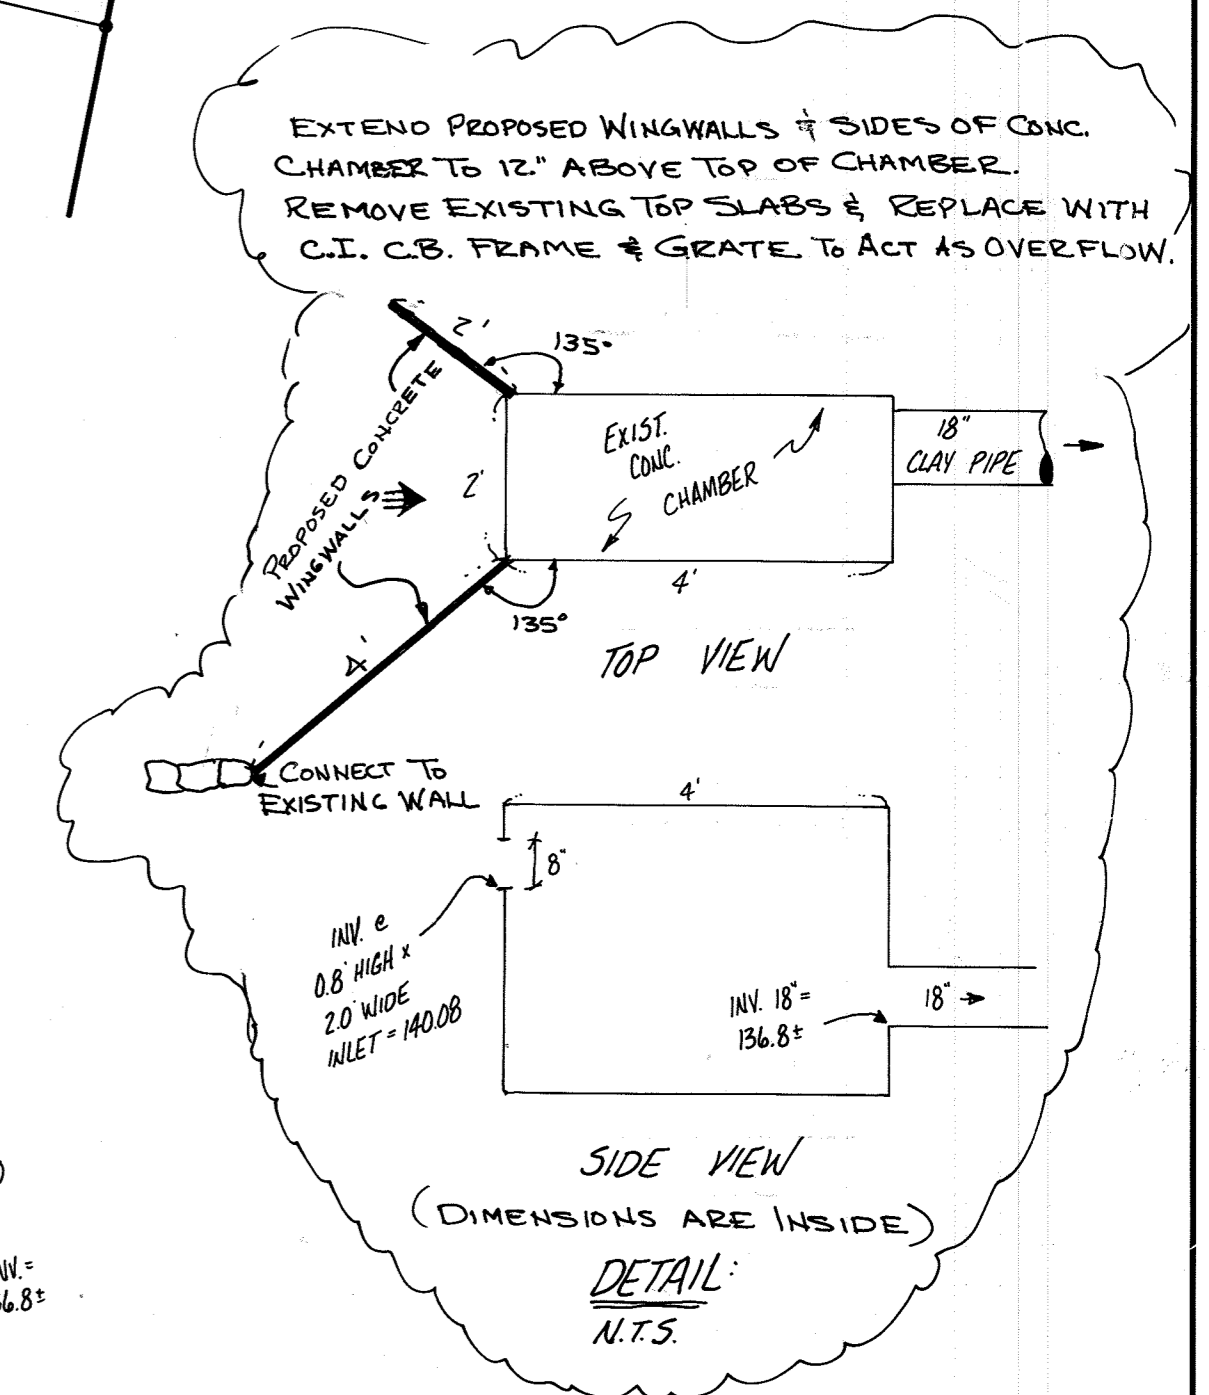 EXTEND PROPOSED WINGWALLS & SIDES OF CONC.
CHAMBER TO 12" ABOVE TOP OF CHAMBER.
REMOVE EXISTING TOP SLABS & REPLACE WITH
C.I. C.B. FRAME & GRATE TO ACT AS OVERFLOW.
2'
135°
PROPOSED CONCRETE
WINGWALLS
2'
EXIST.
CONC.
CHAMBER
18"
CLAY PIPE
4'
135°
4'
TOP VIEW
CONNECT TO
EXISTING WALL
4'
8"
INV. @
0.8' HIGH x
2.0' WIDE
INLET = 140.08
INV. 18" =
136.8±
18"
SIDE VIEW
(DIMENSIONS ARE INSIDE)
DETAIL:
N.T.S.
NV.=
6.8±